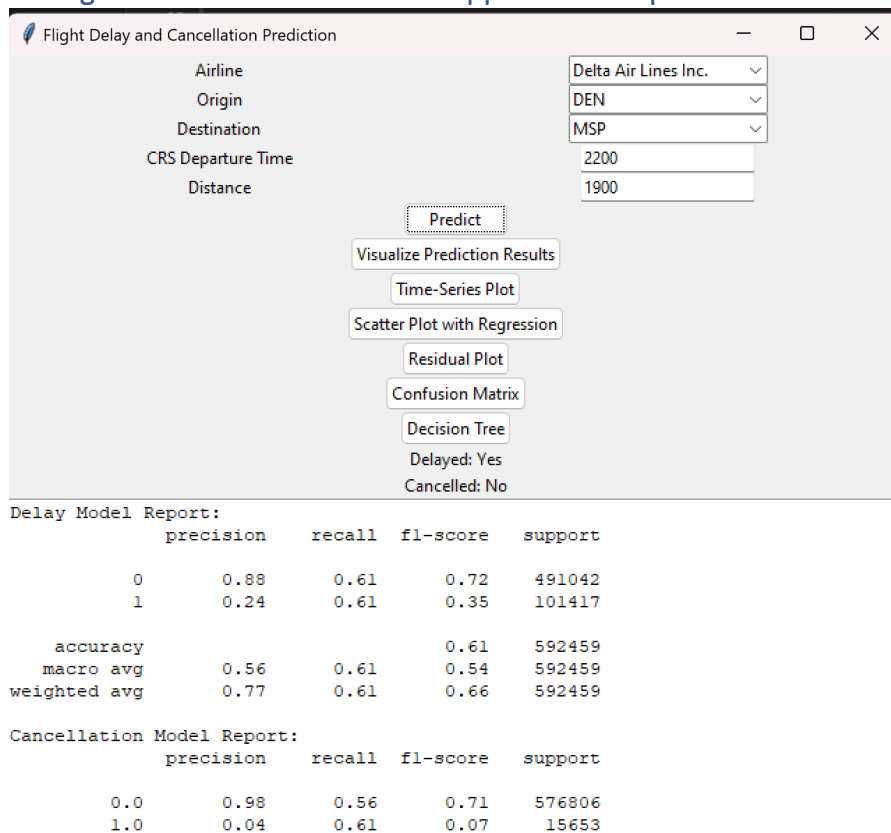 Flight Delay and Cancellation Prediction
Airline Delta Air Lines Inc.
Origin DEN
Destination MSP
CRS Departure Time 2200
Distance 1900
Predict
Visualize Prediction Results
Time-Series Plot
Scatter Plot with Regression
Residual Plot
Confusion Matrix
Decision Tree
Delayed: Yes
Cancelled: No
Delay Model Report:
precision recall f1-score support
0 0.88 0.61 0.72 491042
1 0.24 0.61 0.35 101417
accuracy 0.61 592459
macro avg 0.56 0.61 0.54 592459
weighted avg 0.77 0.61 0.66 592459
Cancellation Model Report:
precision recall f1-score support
0.0 0.98 0.56 0.71 576806
1.0 0.04 0.61 0.07 15653